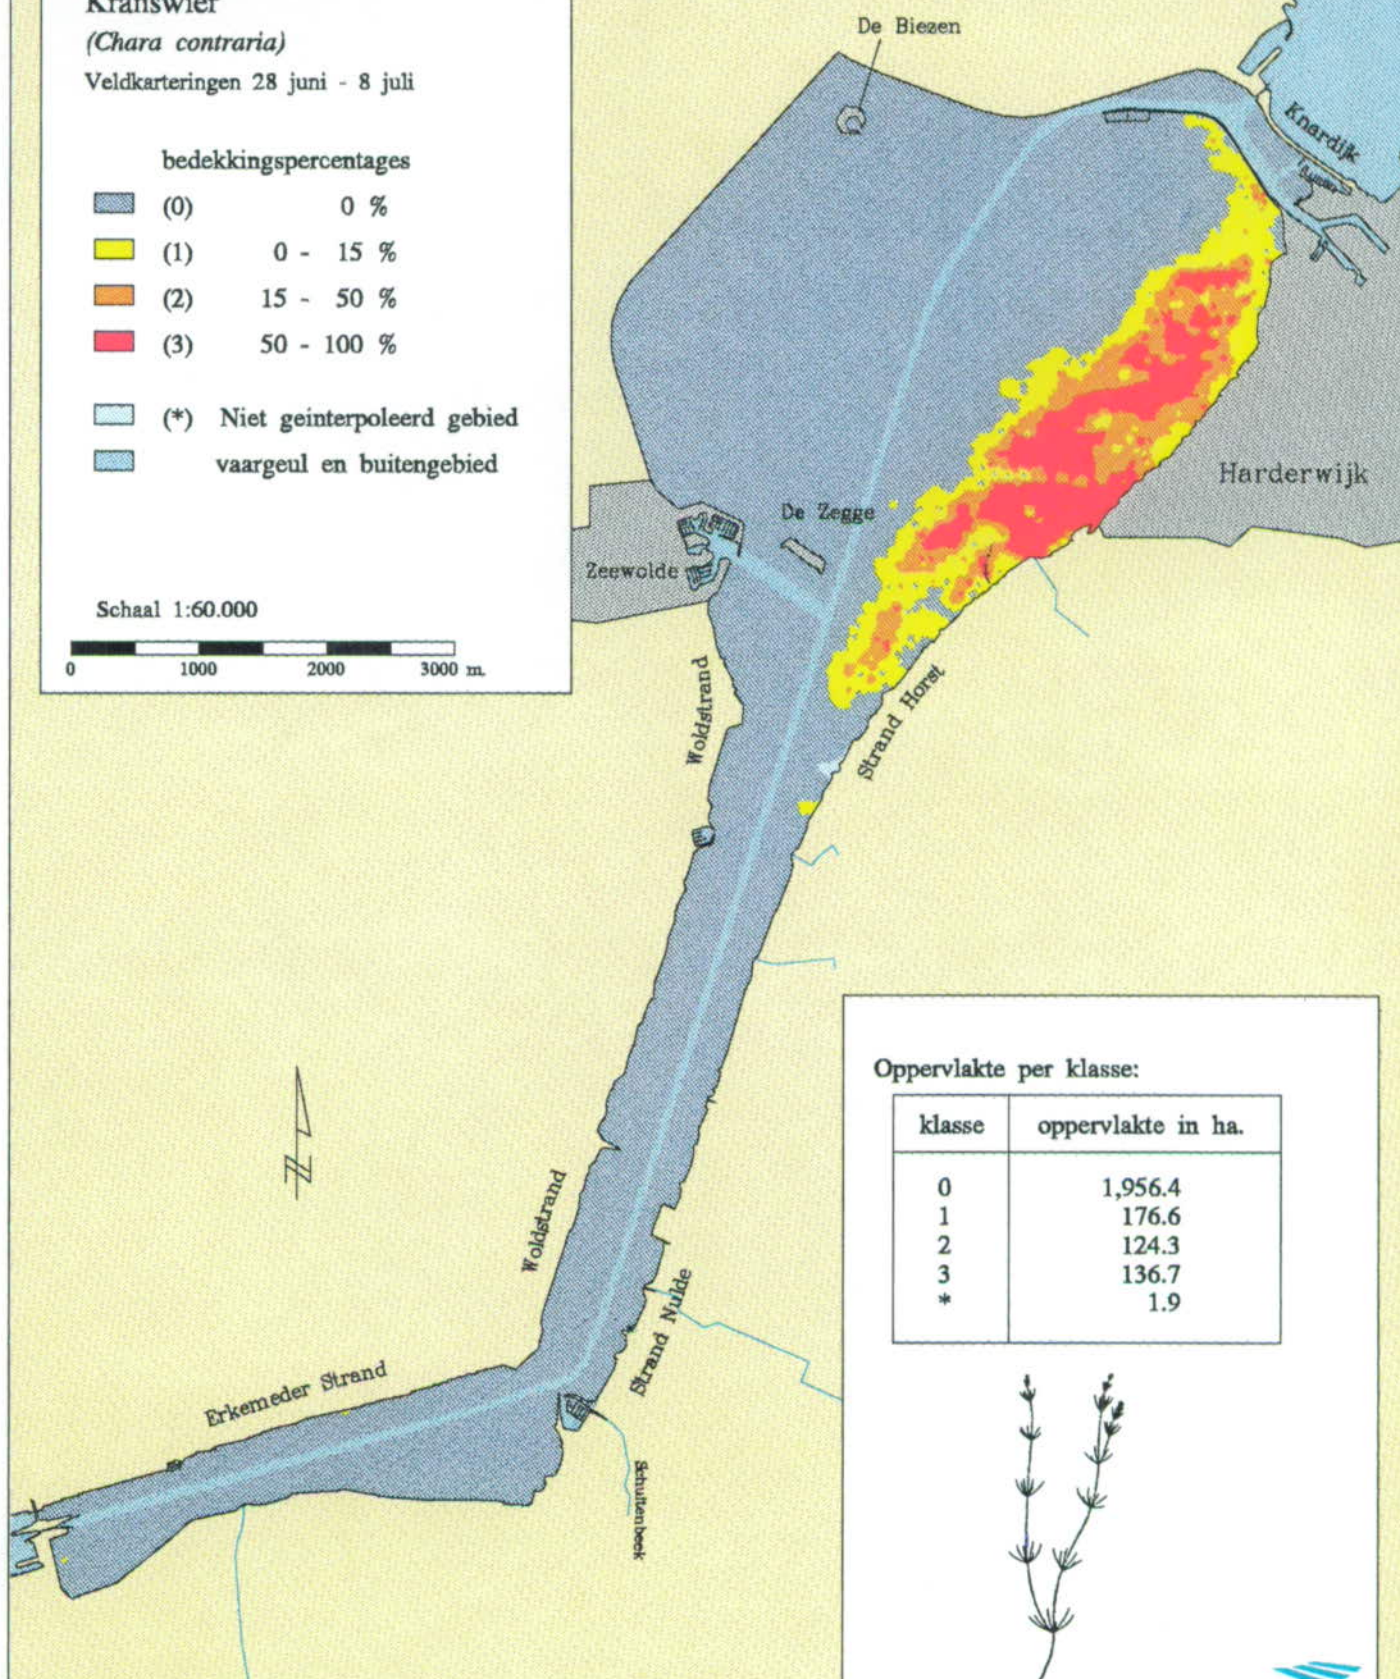 Kranswier
(Chara contraria)
Veldkarteringen 28 juni - 8 juli
bedekkingspercentages
(0) 0 %
(1) 0 - 15 %
(2) 15 - 50 %
(3) 50 - 100 %
(*) Niet geinterpoleerd gebied
vaargeul en buitengebied
Schaal 1:60.000
0 1000 2000 3000 m.
De Biezen
Knardijk
Harderwijk
De Zegge
Zeewolde
Woldstrand
Strand Horst
Woldstrand
Strand Nulde
Erkemeder Strand
Schuitenbeek
N
Oppervlakte per klasse:
klasse oppervlakte in ha.
0 1,956.4
1 176.6
2 124.3
3 136.7
* 1.9